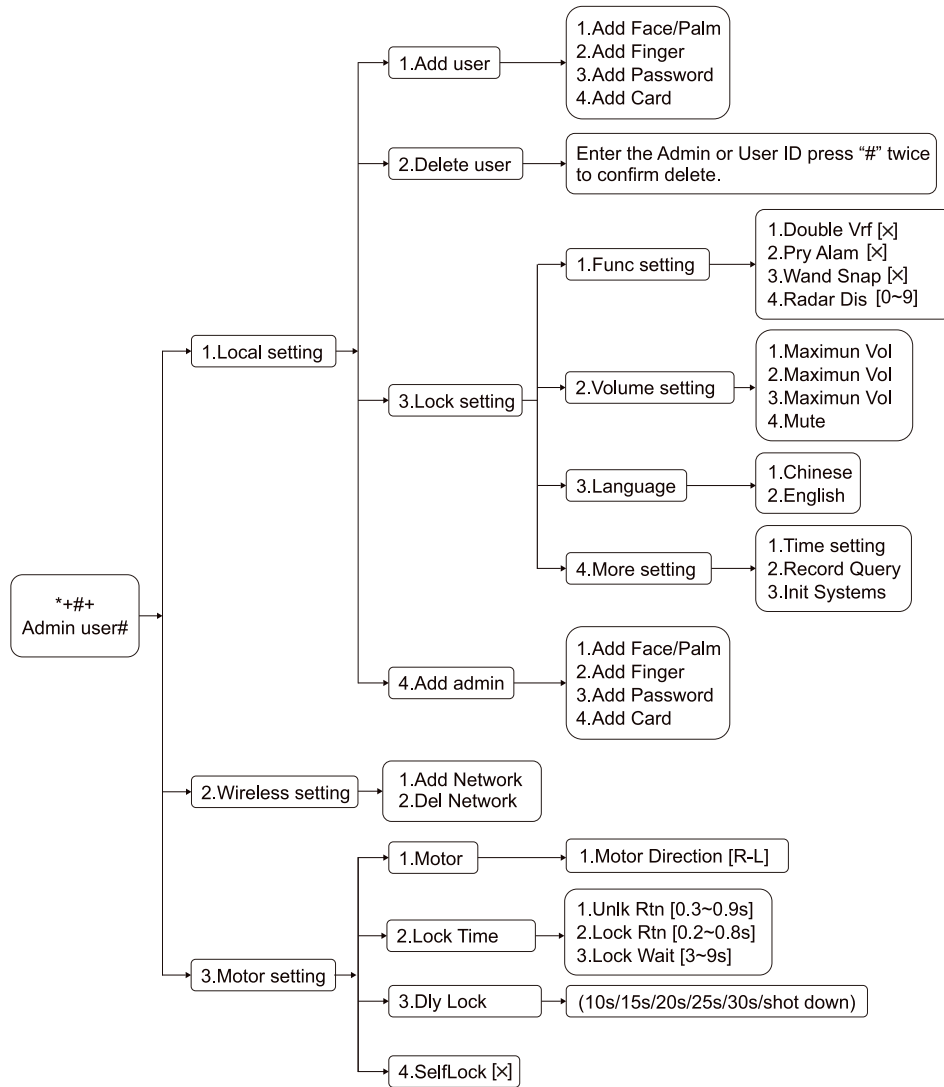 *+#+
Admin user#
1.Local setting
1.Add user
1.Add Face/Palm
2.Add Finger
3.Add Password
4.Add Card
2.Delete user
Enter the Admin or User ID press “#” twice
to confirm delete.
3.Lock setting
1.Func setting
1.Double Vrf [×]
2.Pry Alam [×]
3.Wand Snap [×]
4.Radar Dis [0~9]
2.Volume setting
1.Maximun Vol
2.Maximun Vol
3.Maximun Vol
4.Mute
3.Language
1.Chinese
2.English
4.More setting
1.Time setting
2.Record Query
3.Init Systems
4.Add admin
1.Add Face/Palm
2.Add Finger
3.Add Password
4.Add Card
2.Wireless setting
1.Add Network
2.Del Network
3.Motor setting
1.Motor
1.Motor Direction [R-L]
2.Lock Time
1.Unlk Rtn [0.3~0.9s]
2.Lock Rtn [0.2~0.8s]
3.Lock Wait [3~9s]
3.Dly Lock
(10s/15s/20s/25s/30s/shot down)
4.SelfLock [×]